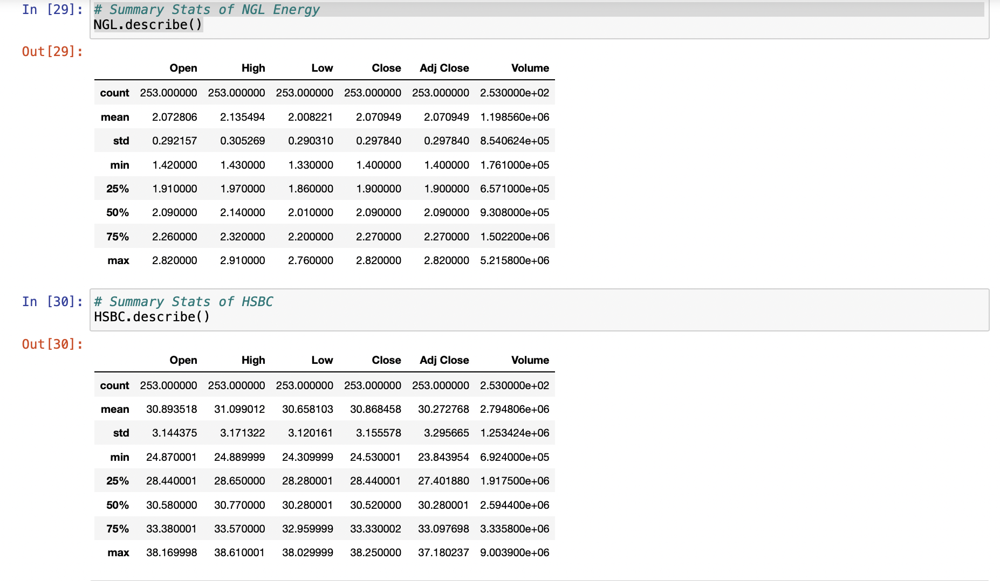 In [29]: # Summary Stats of NGL Energy
NGL.describe()
Out[29]:
Open High Low Close Adj Close Volume
count 253.000000 253.000000 253.000000 253.000000 253.000000 2.530000e+02
mean 2.072806 2.135494 2.008221 2.070949 2.070949 1.198560e+06
std 0.292157 0.305269 0.290310 0.297840 0.297840 8.540624e+05
min 1.420000 1.430000 1.330000 1.400000 1.400000 1.761000e+05
25% 1.910000 1.970000 1.860000 1.900000 1.900000 6.571000e+05
50% 2.090000 2.140000 2.010000 2.090000 2.090000 9.308000e+05
75% 2.260000 2.320000 2.200000 2.270000 2.270000 1.502200e+06
max 2.820000 2.910000 2.760000 2.820000 2.820000 5.215800e+06
In [30]: # Summary Stats of HSBC
HSBC.describe()
Out[30]:
Open High Low Close Adj Close Volume
count 253.000000 253.000000 253.000000 253.000000 253.000000 2.530000e+02
mean 30.893518 31.099012 30.658103 30.868458 30.272768 2.794806e+06
std 3.144375 3.171322 3.120161 3.155578 3.295665 1.253424e+06
min 24.870001 24.889999 24.309999 24.530001 23.843954 6.924000e+05
25% 28.440001 28.650000 28.280001 28.440001 27.401880 1.917500e+06
50% 30.580000 30.770000 30.280001 30.520000 30.280001 2.594400e+06
75% 33.380001 33.570000 32.959999 33.330002 33.097698 3.335800e+06
max 38.169998 38.610001 38.029999 38.250000 37.180237 9.003900e+06